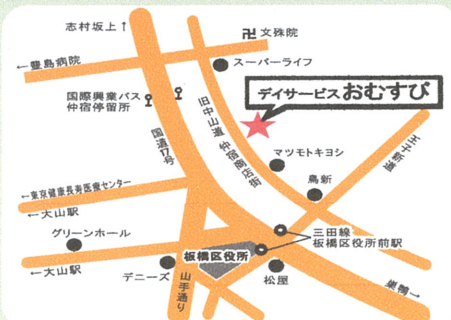 志村坂上↑
卍 文殊院
←豊島病院
スーパーライフ
デイサービスおむすび
国際興業バス
仲宿停留所
国道17号
旧中山道 仲宿商店街
王子新道
マツモトキヨシ
鳥新
←東京健康長寿医療センター
←大山駅
グリーンホール
三田線
板橋区役所前駅
板橋区役所
←大山駅
デニーズ
山手通り
松屋
巣鴨→